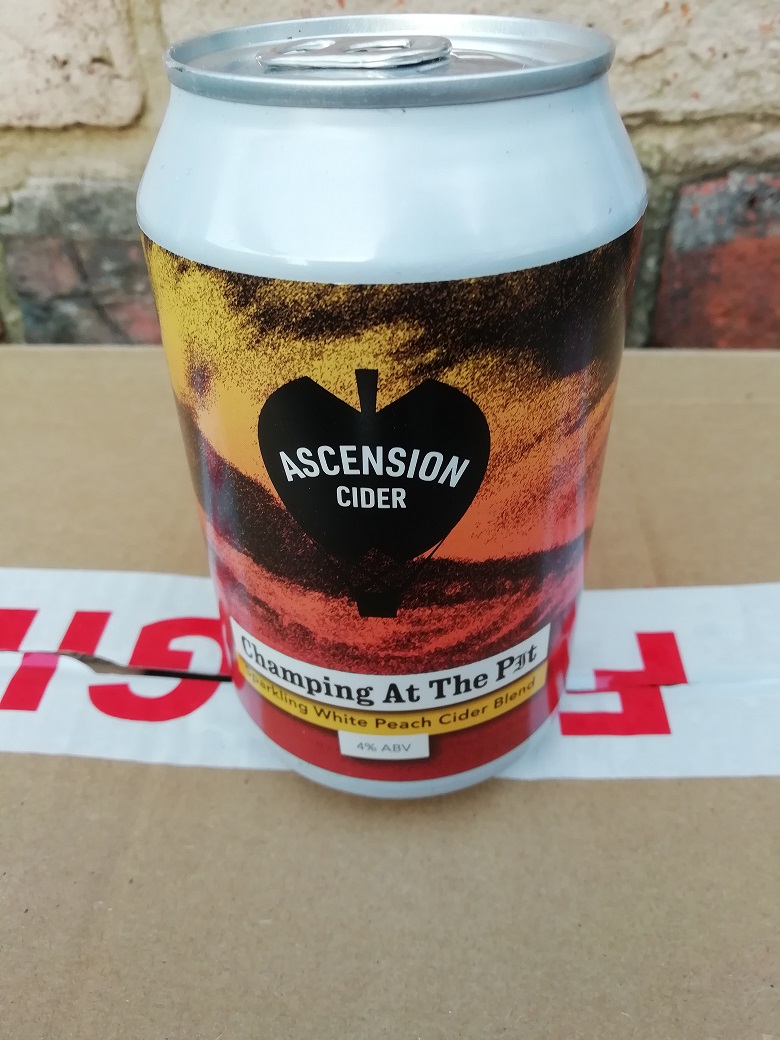 ASCENSION
CIDER
Champing At The Pit
Sparkling White Peach Cider Blend
4% ABV